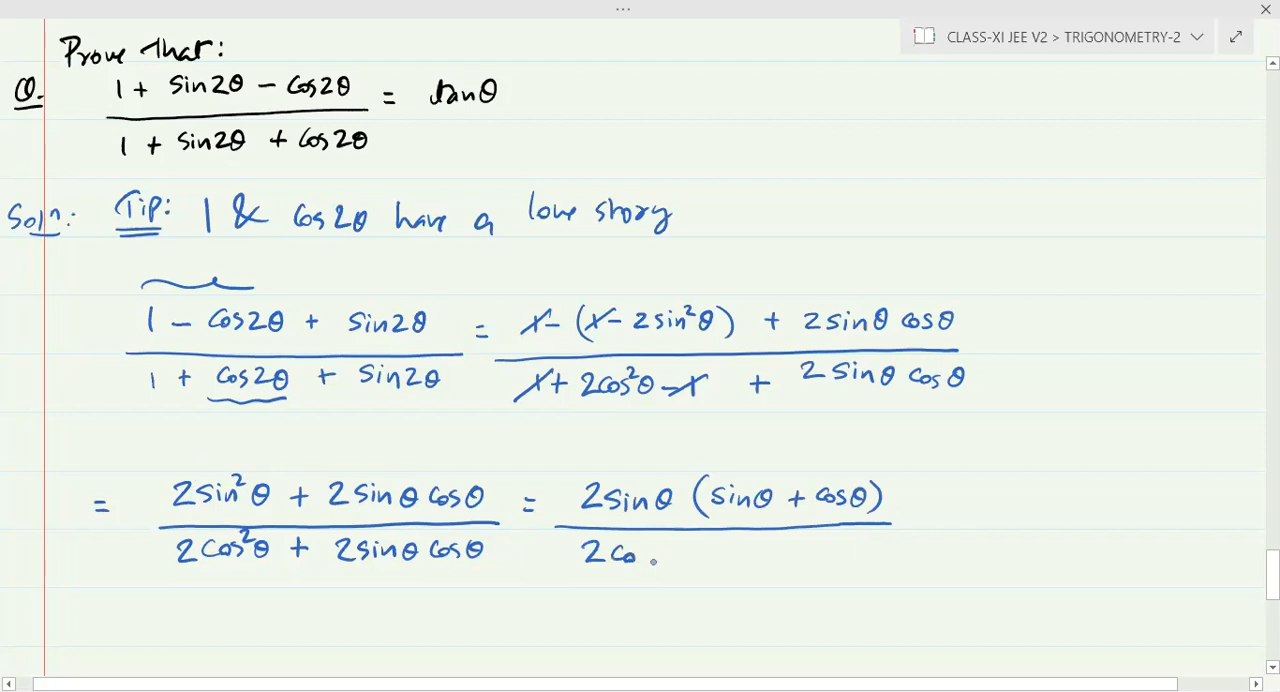 CLASS-XI JEE V2 > TRIGONOMETRY-2
Prove that:
Q. (1 + sin2θ − cos2θ)/(1 + sin2θ + cos2θ) = tanθ
Solⁿ: Tip: 1 & cos2θ have a love story
(1 − cos2θ + sin2θ)/(1 + cos2θ + sin2θ) = (1 − (1 − 2sin²θ) + 2sinθ cosθ)/(1 + 2cos²θ − 1 + 2sinθ cosθ)
= (2sin²θ + 2sinθ cosθ)/(2cos²θ + 2sinθ cosθ) = (2sinθ (sinθ + cosθ))/(2co